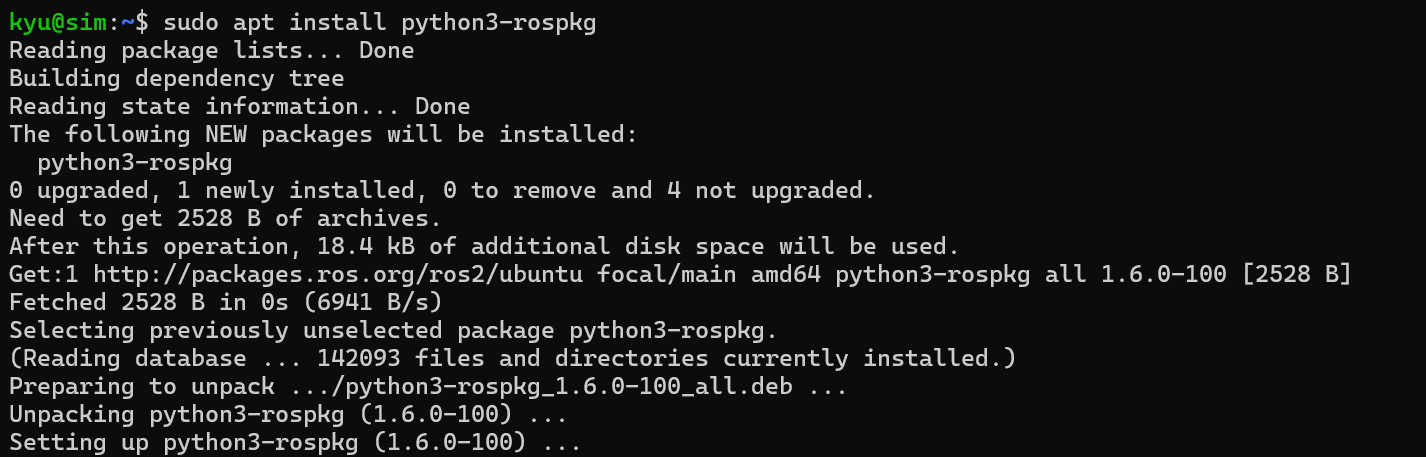 kyu@sim:~$ sudo apt install python3-rospkg
Reading package lists... Done
Building dependency tree
Reading state information... Done
The following NEW packages will be installed:
  python3-rospkg
0 upgraded, 1 newly installed, 0 to remove and 4 not upgraded.
Need to get 2528 B of archives.
After this operation, 18.4 kB of additional disk space will be used.
Get:1 http://packages.ros.org/ros2/ubuntu focal/main amd64 python3-rospkg all 1.6.0-100 [2528 B]
Fetched 2528 B in 0s (6941 B/s)
Selecting previously unselected package python3-rospkg.
(Reading database ... 142093 files and directories currently installed.)
Preparing to unpack .../python3-rospkg_1.6.0-100_all.deb ...
Unpacking python3-rospkg (1.6.0-100) ...
Setting up python3-rospkg (1.6.0-100) ...